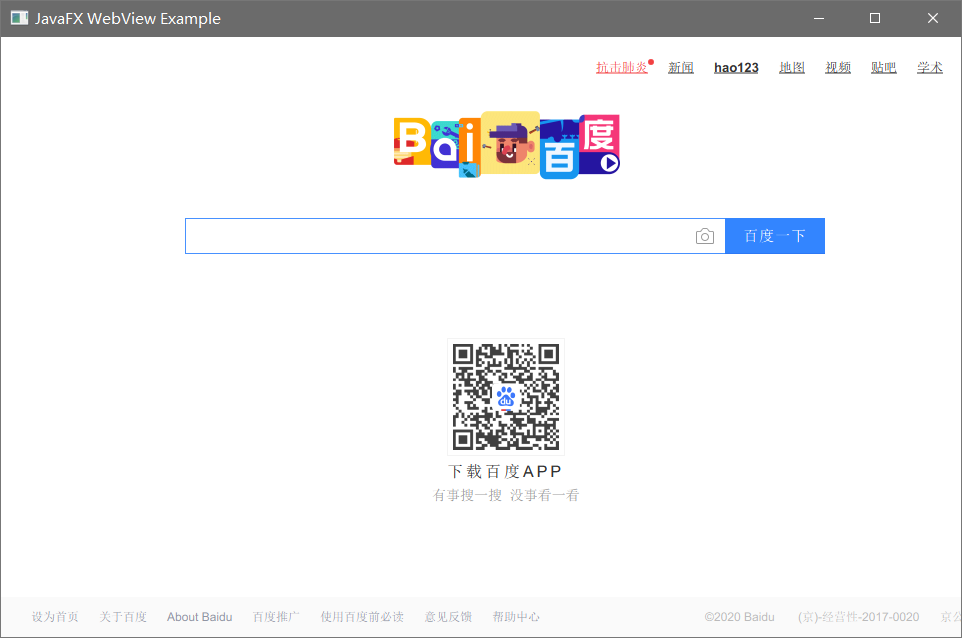 JavaFX WebView Example
抗击肺炎 新闻 hao123 地图 视频 贴吧 学术
Bai 百度
百度一下
du
下载百度APP
有事搜一搜 没事看一看
设为首页 关于百度 About Baidu 百度推广 使用百度前必读 意见反馈 帮助中心 ©2020 Baidu (京)-经营性-2017-0020 京公